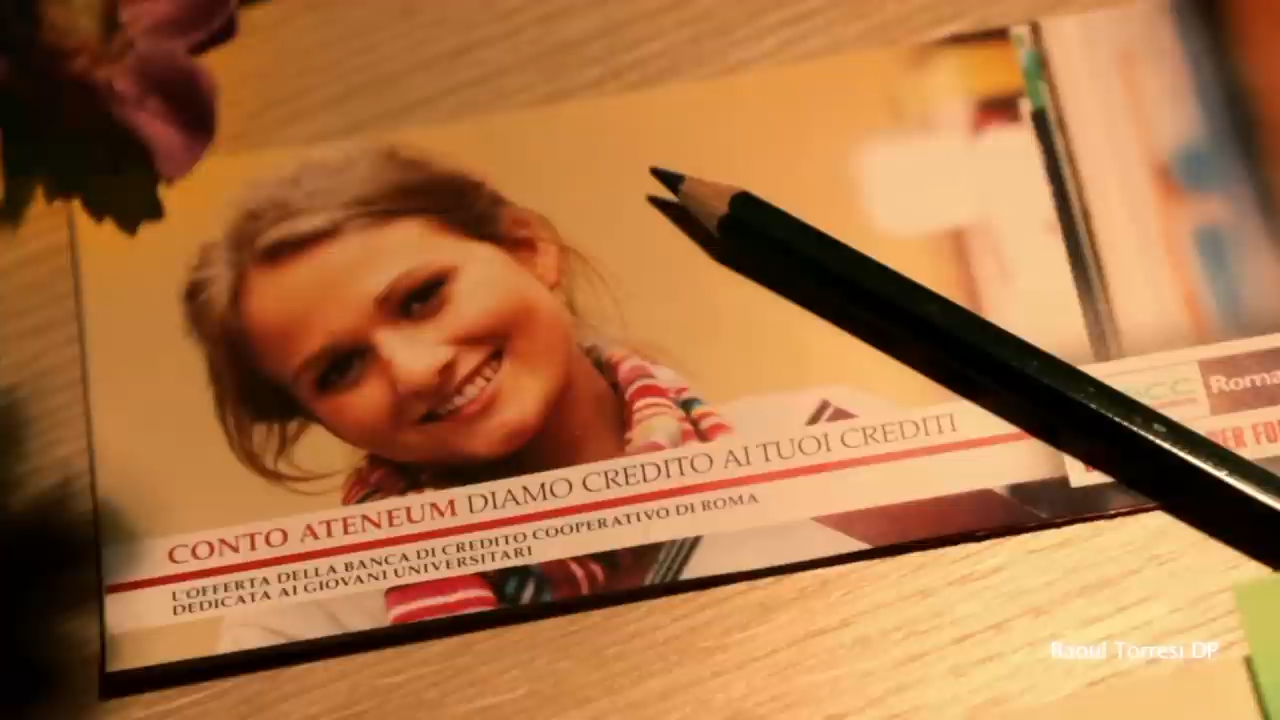 CONTO ATENEUM DIAMO CREDITO AI TUOI CREDITI
L'OFFERTA DELLA BANCA DI CREDITO COOPERATIVO DI ROMA
DEDICATA AI GIOVANI UNIVERSITARI
BCC Roma
Raoul Torresi DP